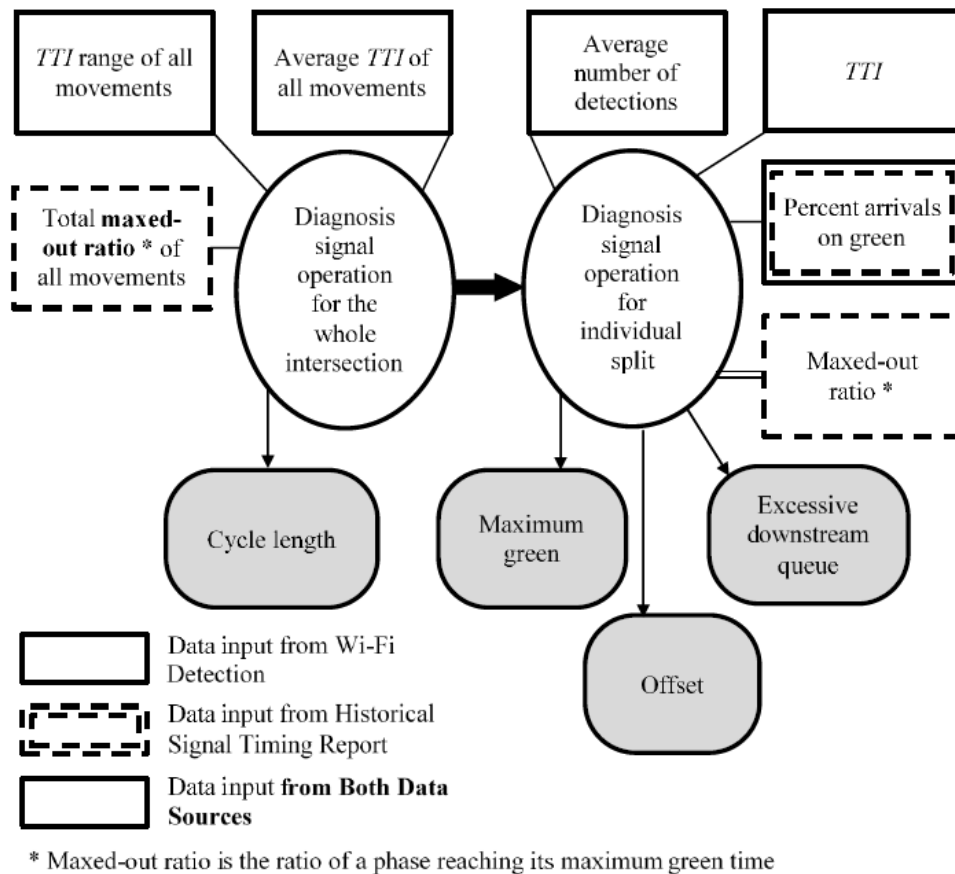 TTI range of all
movements
Average TTI of
all movements
Average
number of
detections
TTI
Total maxed-
out ratio * of
all movements
Diagnosis
signal
operation
for the
whole
intersection
Diagnosis
signal
operation
for
individual
split
Percent arrivals
on green
Maxed-out
ratio *
Cycle length
Maximum
green
Excessive
downstream
queue
Offset
Data input from Wi-Fi
Detection
Data input from Historical
Signal Timing Report
Data input from Both Data
Sources
* Maxed-out ratio is the ratio of a phase reaching its maximum green time